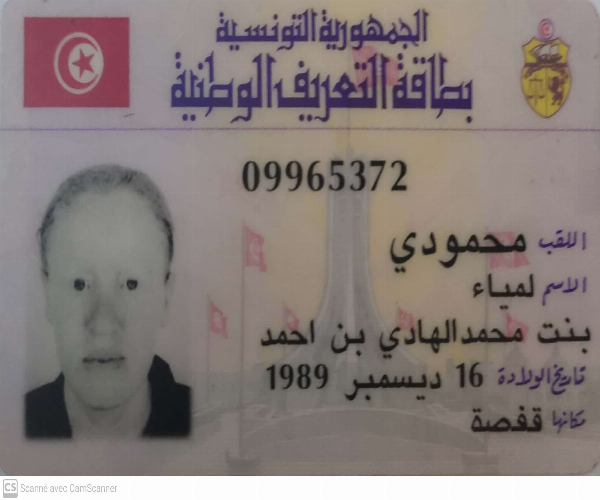 الجمهورية التونسية
بطاقة التعريف الوطنية
09965372
اللقب محمودي
الاسم لمياء
بنت محمدالهادي بن احمد
تاريخ الولادة 16 ديسمبر 1989
مكانها قفصة
CS Scanné avec CamScanner